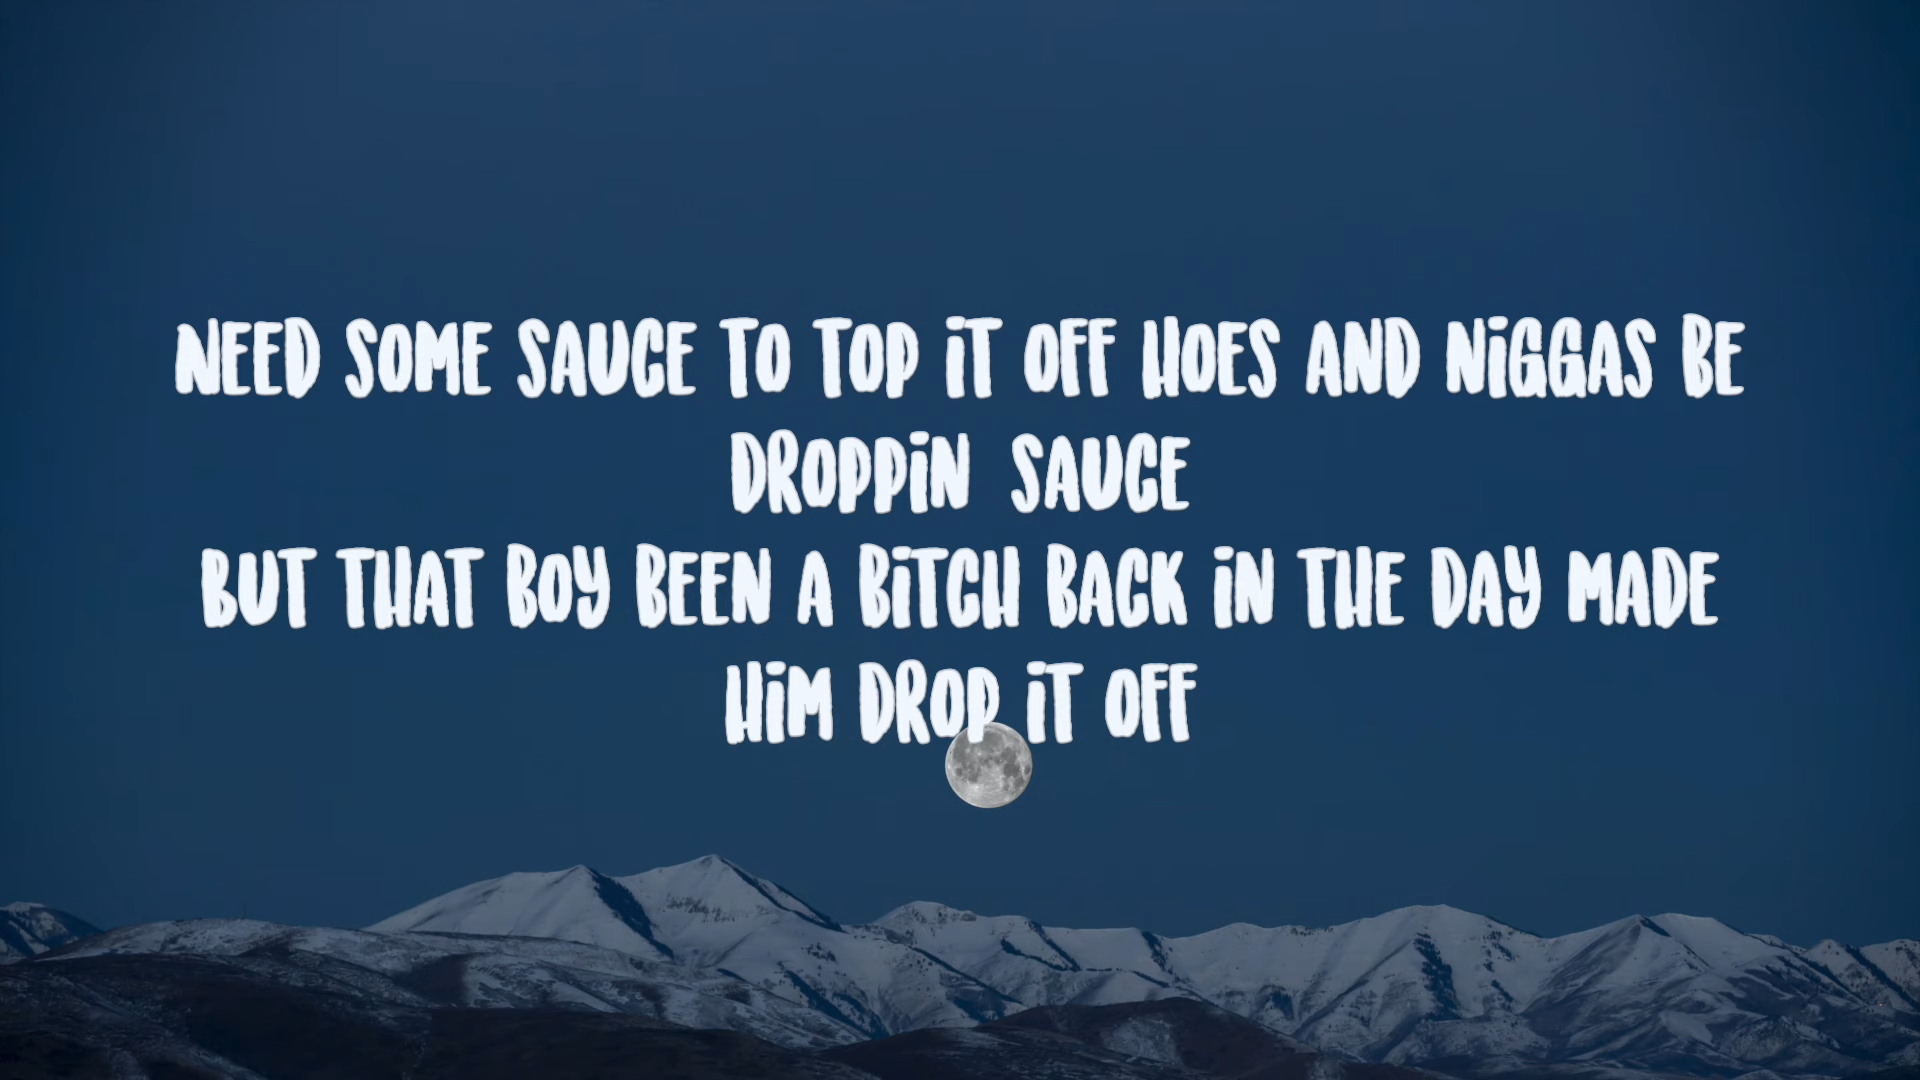 NEED SOME SAUCE TO TOP iT OFF HOES AND NiGGAS BE
DROPPiN SAUCE
BUT THAT BOY BEEN A BiTCH BACK iN THE DAY MADE
HiM DROP iT OFF